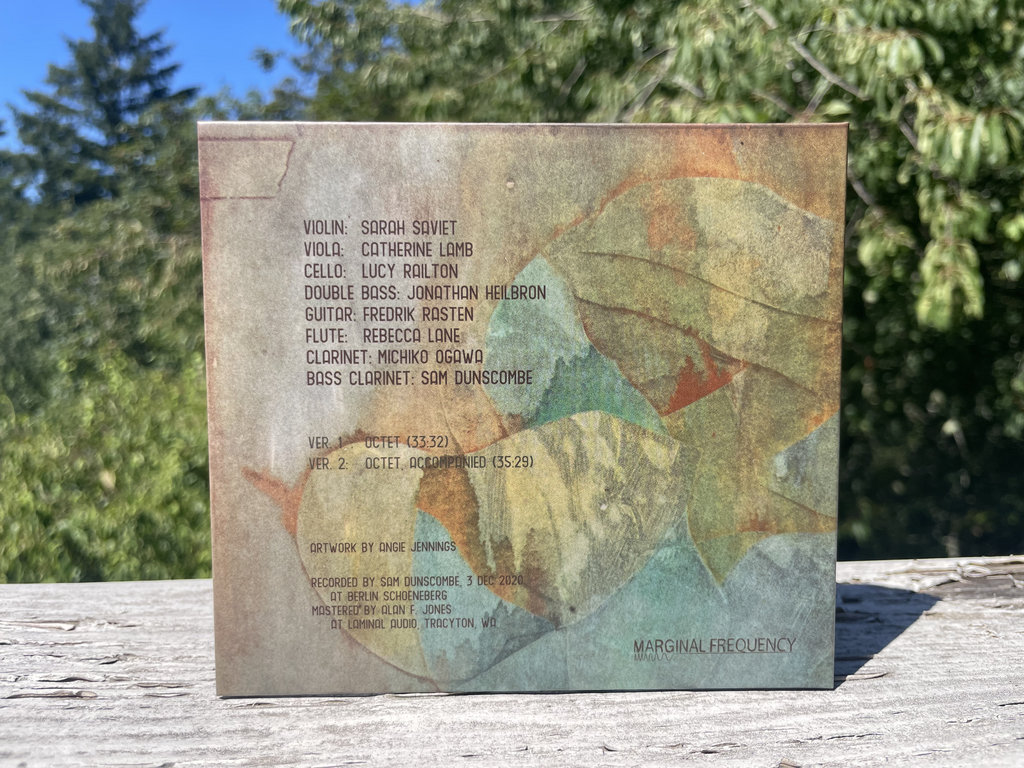 VIOLIN: SARAH SAVIET
VIOLA: CATHERINE LAMB
CELLO: LUCY RAILTON
DOUBLE BASS: JONATHAN HEILBRON
GUITAR: FREDRIK RASTEN
FLUTE: REBECCA LANE
CLARINET: MICHIKO OGAWA
BASS CLARINET: SAM DUNSCOMBE
VER. 1: OCTET (33:32)
VER. 2: OCTET, ACCOMPANIED (35:29)
ARTWORK BY ANGIE JENNINGS
RECORDED BY SAM DUNSCOMBE, 3 DEC 2020
AT BERLIN SCHOENEBERG
MASTERED BY ALAN F. JONES
AT LAMINAL AUDIO, TRACYTON, WA
MARGINAL FREQUENCY